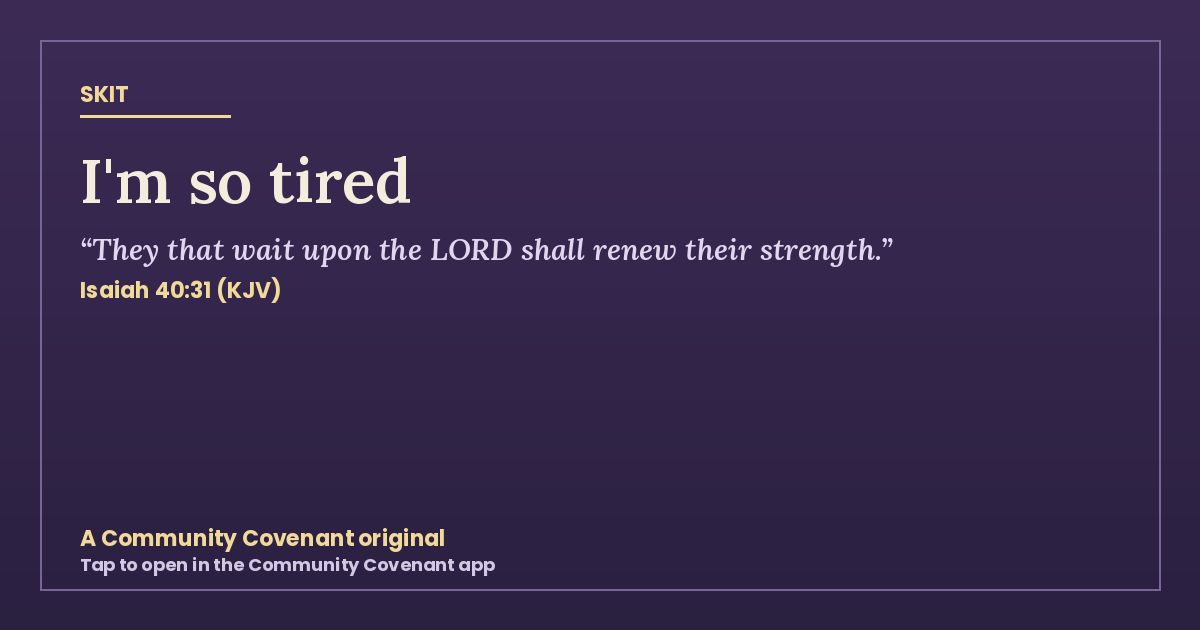 SKIT
I'm so tired
“They that wait upon the LORD shall renew their strength.”
Isaiah 40:31 (KJV)
A Community Covenant original
Tap to open in the Community Covenant app